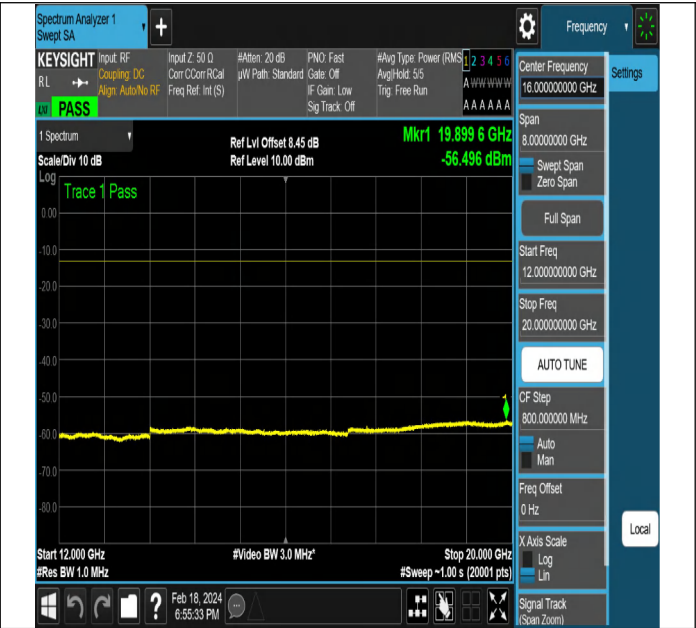 Spectrum Analyzer 1
Swept SA
+
Frequency
KEYSIGHT
RL
PASS
Input: RF
Coupling: DC
Align: Auto/No RF
Input Z: 50 Ω
Corr CCorr RCal
Freq Ref: Int (S)
#Atten: 20 dB
µW Path: Standard
PNO: Fast
Gate: Off
IF Gain: Low
Sig Track: Off
#Avg Type: Power (RMS
Avg|Hold: 5/5
Trig: Free Run
1 2 3 4 5 6
A W W W W W
A A A A A A
1 Spectrum
Scale/Div 10 dB
Ref Lvl Offset 8.45 dB
Ref Level 10.00 dBm
Mkr1 19.899 6 GHz
-56.496 dBm
Log
Trace 1 Pass
0.00
-10.0
-20.0
-30.0
-40.0
-50.0
-60.0
-70.0
-80.0
1
Start 12.000 GHz
#Res BW 1.0 MHz
#Video BW 3.0 MHz*
Stop 20.000 GHz
#Sweep ~1.00 s (20001 pts)
?
Feb 18, 2024
6:55:33 PM
Center Frequency
16.000000000 GHz
Settings
Span
8.00000000 GHz
Swept Span
Zero Span
Full Span
Start Freq
12.000000000 GHz
Stop Freq
20.000000000 GHz
AUTO TUNE
CF Step
800.000000 MHz
Auto
Man
Freq Offset
0 Hz
X Axis Scale
Log
Lin
Signal Track
(Span Zoom)
Local